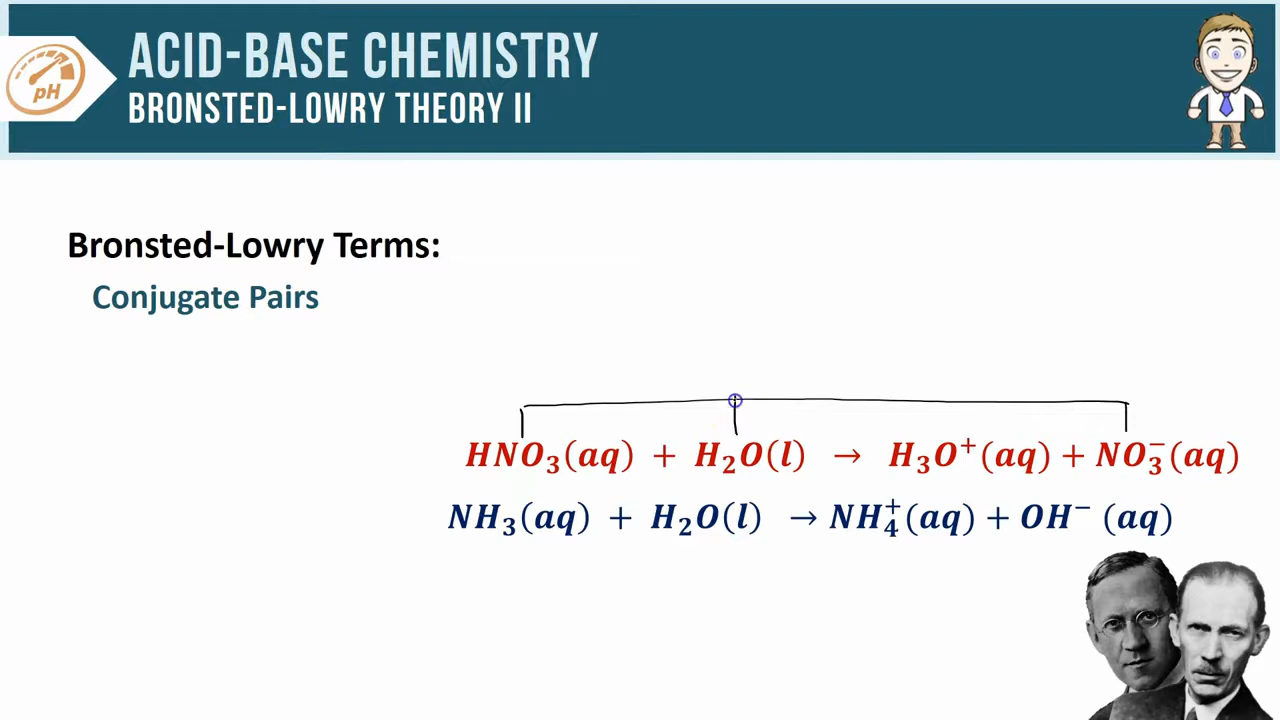 pH
ACID-BASE CHEMISTRY
BRONSTED-LOWRY THEORY II
Bronsted-Lowry Terms:
Conjugate Pairs
HNO₃(aq) + H₂O(l) → H₃O⁺(aq) + NO₃⁻(aq)
NH₃(aq) + H₂O(l) → NH₄⁺(aq) + OH⁻ (aq)